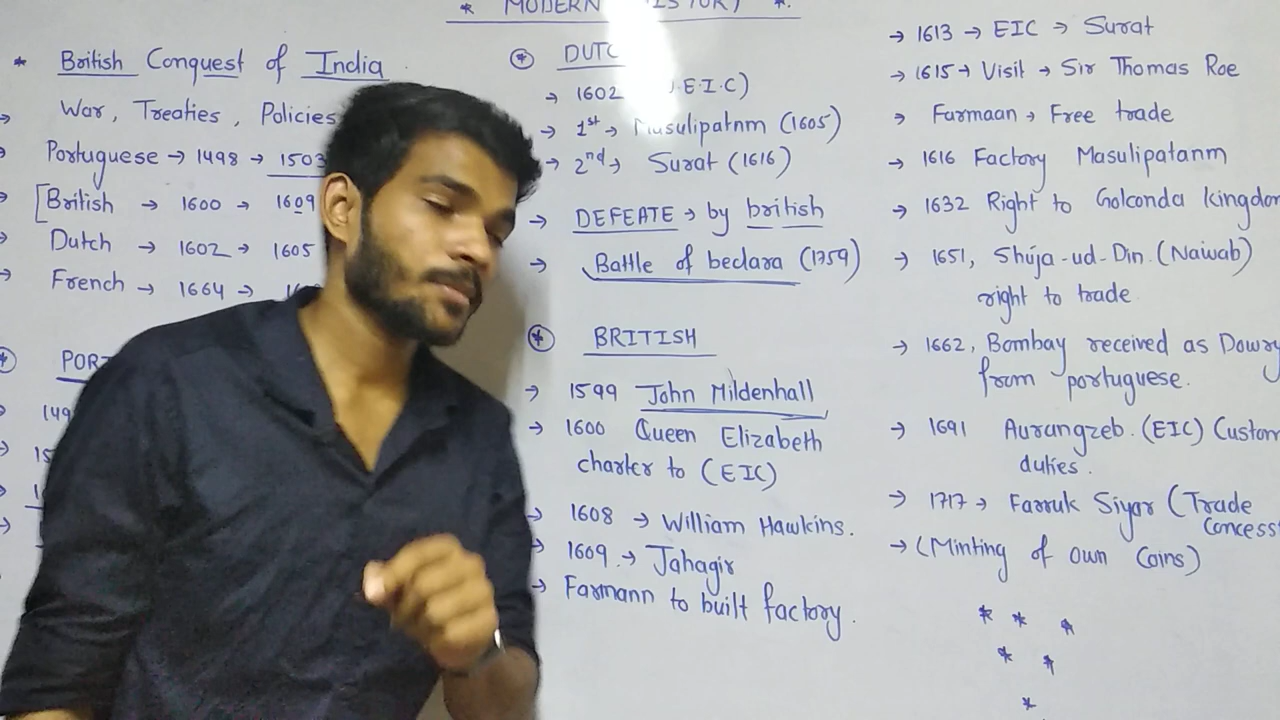 * MODERN HISTORY *.
* British Conquest of India
War, Treaties, Policies
Portuguese → 1498 → 1503
[British → 1600 → 1609
Dutch → 1602 → 1605
French → 1664 →
* DUTC
→ 1602 .E.I.C)
→ 1st → Masulipatnm (1605)
→ 2nd → Surat (1616)
→ DEFEATE → by british
→ Battle of bedara (1759)
* BRITISH
→ 1599 John Mildenhall
→ 1600 Queen Elizabeth
charter to (EIC)
→ 1608 → William Hawkins.
→ 1609 → Jahagir
→ Farmann to built factory.
→ 1613 → EIC → Surat
→ 1615 → Visit → Sir Thomas Roe
→ Farmaan → Free trade
→ 1616 Factory Masulipatanm
→ 1632 Right to Golconda Kingdom
→ 1651, Shuja-ud-Din. (Naiwab)
right to trade
→ 1662, Bombay received as Dowry
from portuguese.
→ 1691 Aurangzeb. (EIC) Custom
duties.
→ 1717 → Farruk Siyar (Trade
Concess
→ (Minting of own Coins)
* * *
* *
*